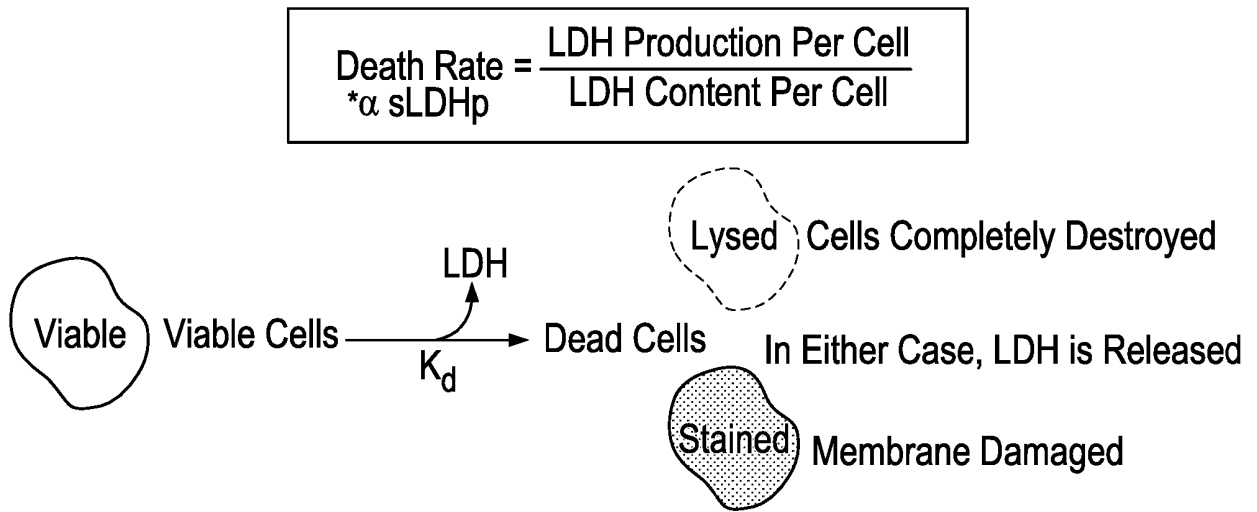 Death Rate = LDH Production Per Cell
LDH Content Per Cell
*α sLDHp
Lysed Cells Completely Destroyed
LDH
Viable Viable Cells
Dead Cells
K_d
In Either Case, LDH is Released
Stained Membrane Damaged